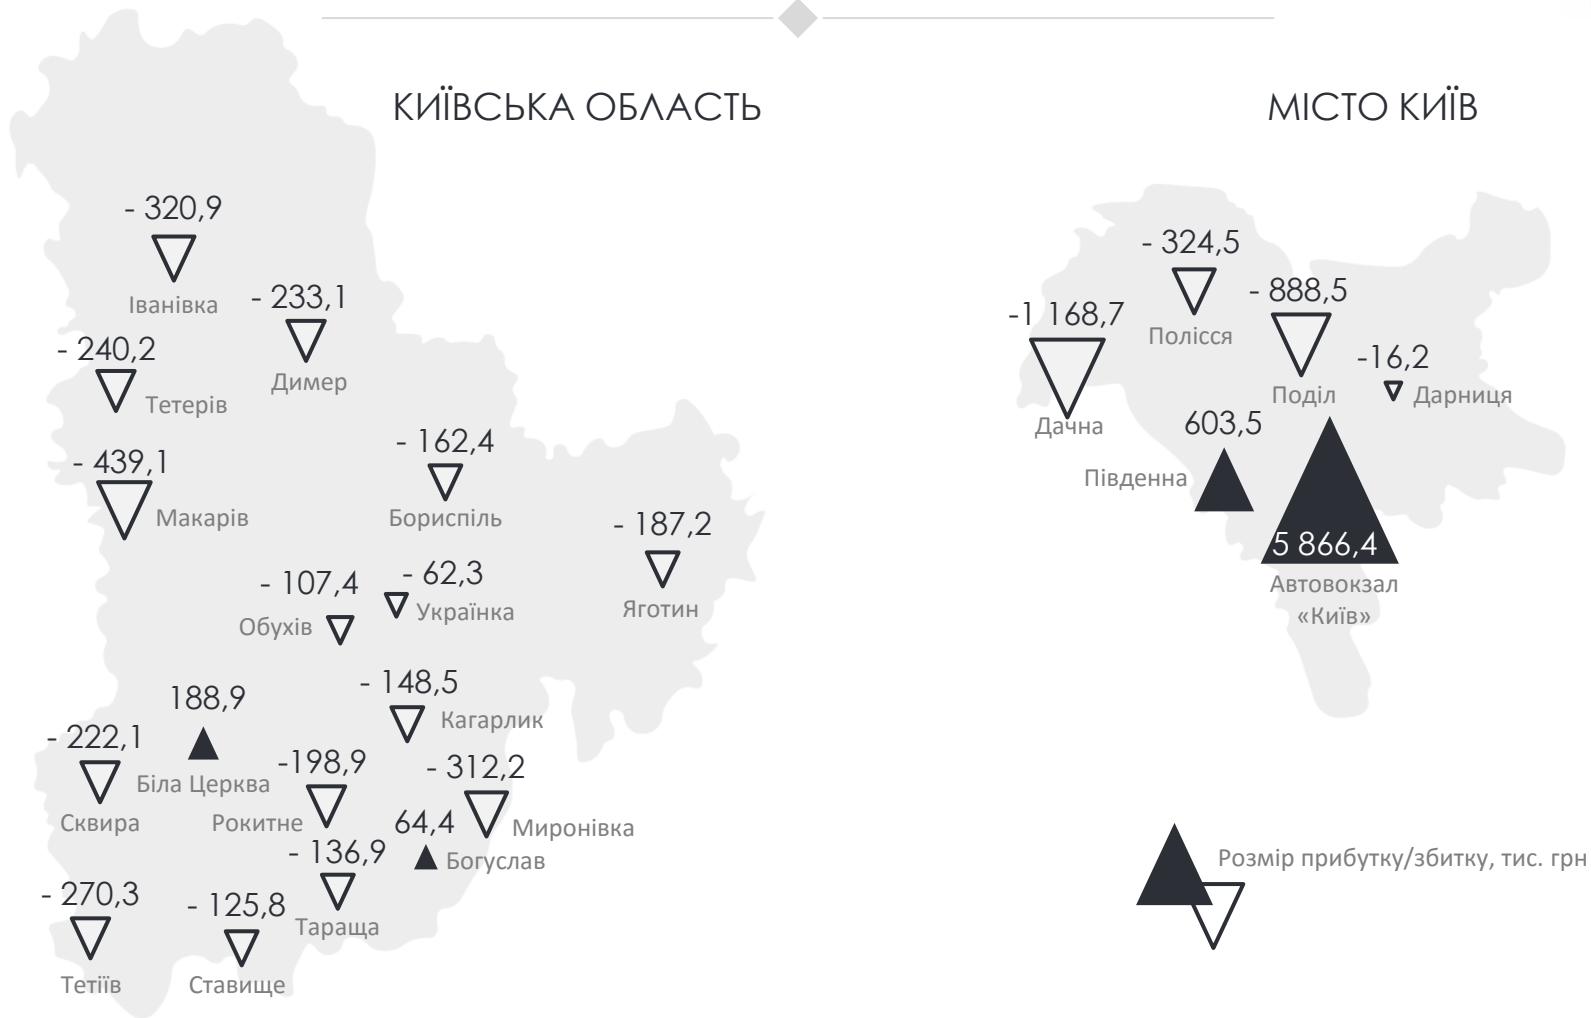 КИЇВСЬКА ОБЛАСТЬ
- 320,9
Іванівка
- 233,1
Димер
- 240,2
Тетерів
- 439,1
Макарів
- 162,4
Бориспіль
- 187,2
Яготин
- 107,4
Обухів
- 62,3
Українка
188,9
Біла Церква
- 148,5
Кагарлик
- 222,1
Сквира
-198,9
Рокитне
- 312,2
Миронівка
64,4
Богуслав
- 136,9
Тараща
- 270,3
Тетіїв
- 125,8
Ставище
МІСТО КИЇВ
- 324,5
Полісся
- 888,5
Поділ
-1 168,7
Дачна
-16,2
Дарниця
603,5
Південна
5 866,4
Автовокзал
«Київ»
Розмір прибутку/збитку, тис. грн